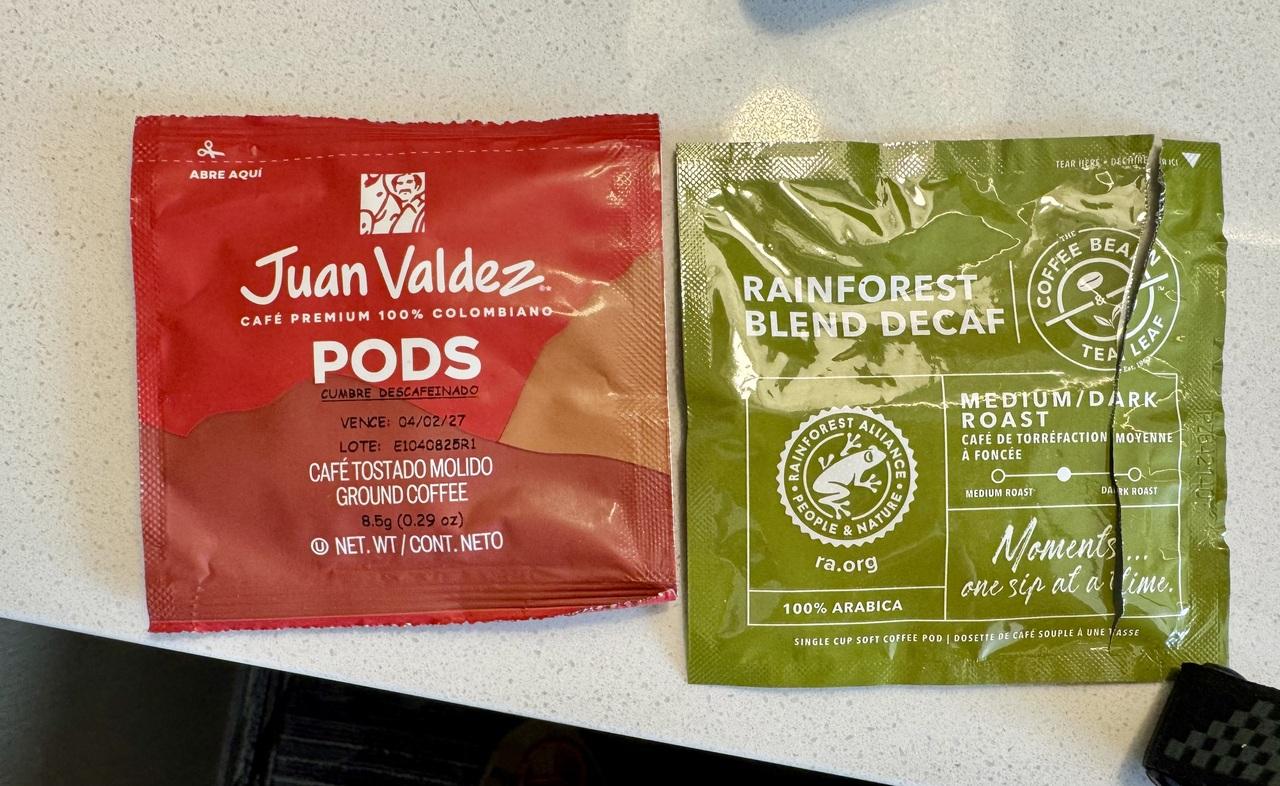 ABRE AQUÍ
Juan Valdez
CAFÉ PREMIUM 100% COLOMBIANO
PODS
CUMBRE DESCAFEINADO
VENCE: 04/02/27
LOTE: E1040825R1
CAFÉ TOSTADO MOLIDO
GROUND COFFEE
8.5g (0.29 oz)
NET. WT / CONT. NETO
TEAR HERE • DÉCHIRER ICI
RAINFOREST
BLEND DECAF
THE
COFFEE BEAN
&
TEA LEAF
RAINFOREST ALLIANCE
• PEOPLE & NATURE •
ra.org
100% ARABICA
MEDIUM/DARK
ROAST
CAFÉ DE TORRÉFACTION MOYENNE
À FONCÉE
MEDIUM ROAST DARK ROAST
Moments...
one sip at a time.
SINGLE CUP SOFT COFFEE POD | DOSETTE DE CAFÉ SOUPLE À UNE TASSE